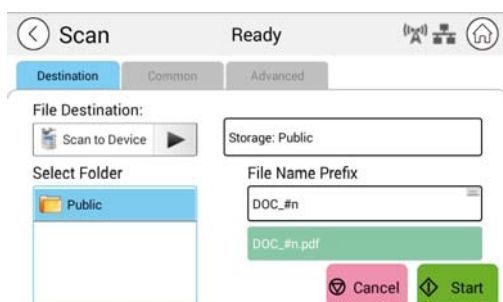 Scan
Ready
Destination
Common
Advanced
File Destination:
Scan to Device
Storage: Public
Select Folder
File Name Prefix
Public
DOC_#n
DOC_#n.pdf
Cancel
Start